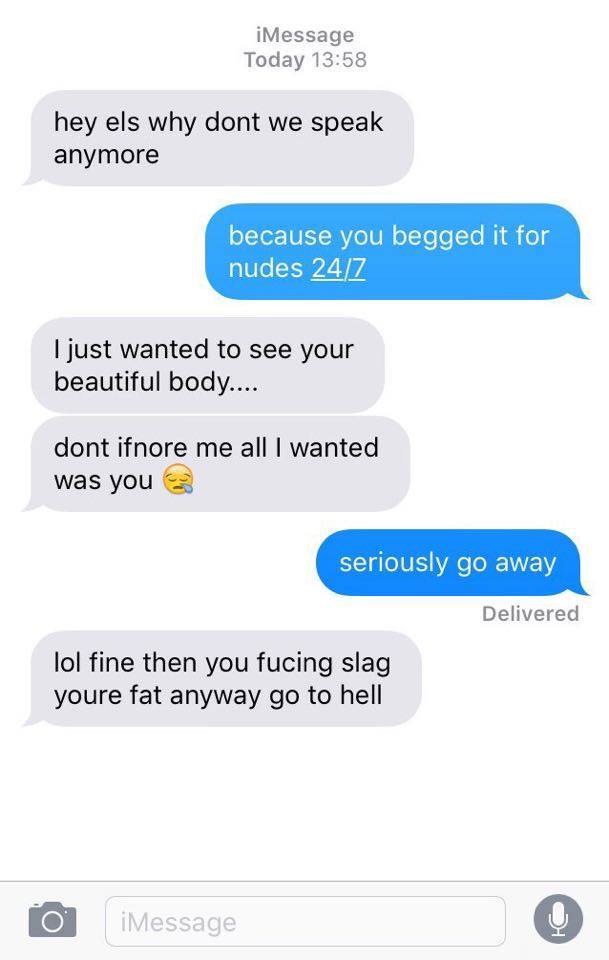 iMessage
Today 13:58
hey els why dont we speak
anymore
because you begged it for
nudes 24/7
I just wanted to see your
beautiful body....
dont ifnore me all I wanted
was you 😪
seriously go away
Delivered
lol fine then you fucing slag
youre fat anyway go to hell
iMessage